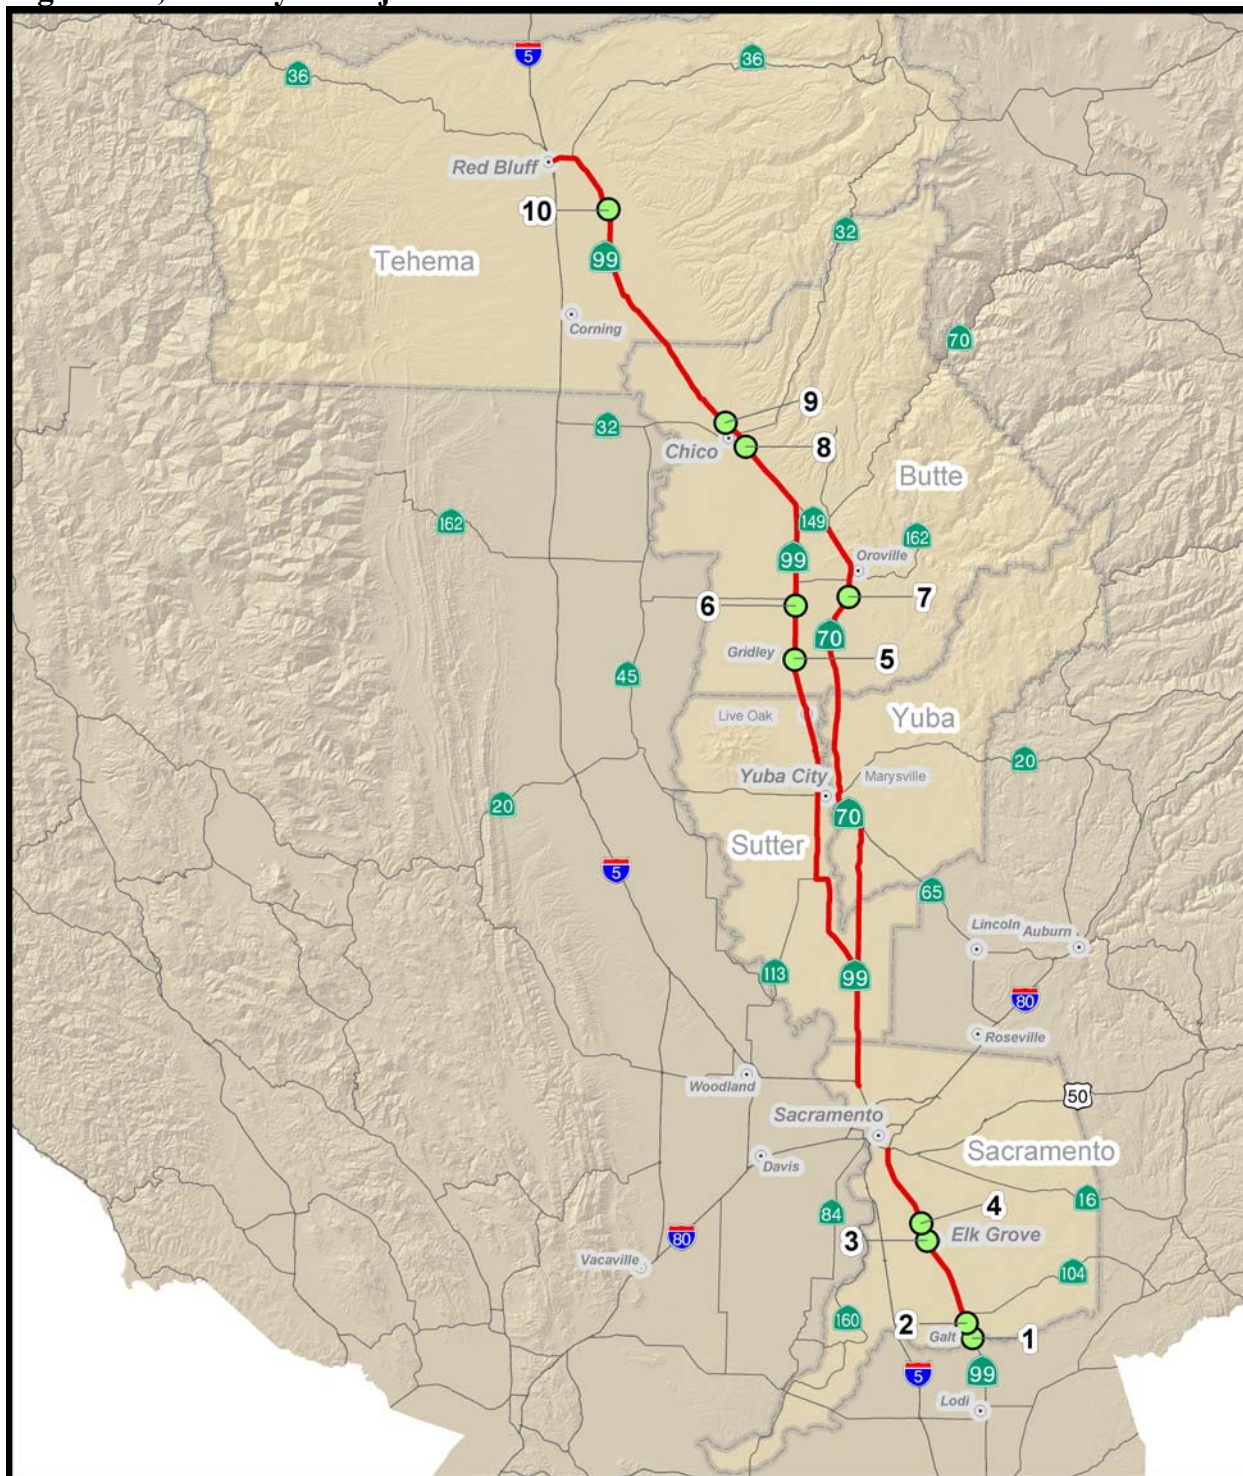 5
36
36
Red Bluff
10
99
Tehema
32
Corning
70
9
32
8
Chico
Butte
149
162
162
99
Oroville
6
7
70
Gridley
5
45
Live Oak
Yuba
20
Yuba City
Marysville
20
70
Sutter
5
65
Lincoln
Auburn
113
99
80
Roseville
Woodland
50
Sacramento
Sacramento
Davis
16
84
4
3
Elk Grove
80
Vacaville
104
160
2
Galt
1
5
99
Lodi